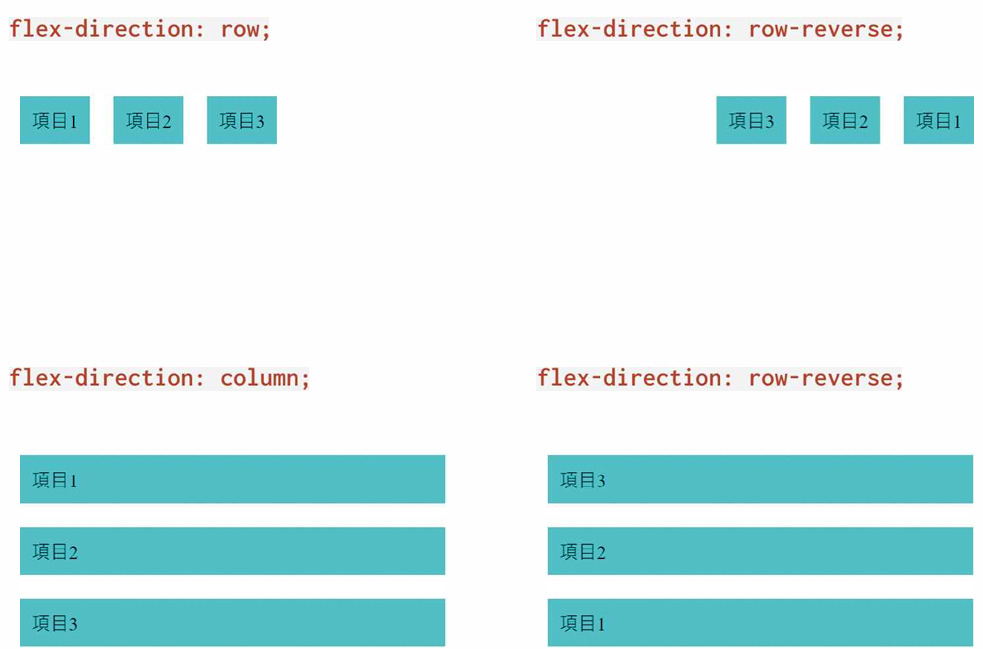 flex-direction: row;
項目1 項目2 項目3
flex-direction: row-reverse;
項目3 項目2 項目1
flex-direction: column;
項目1
項目2
項目3
flex-direction: row-reverse;
項目3
項目2
項目1